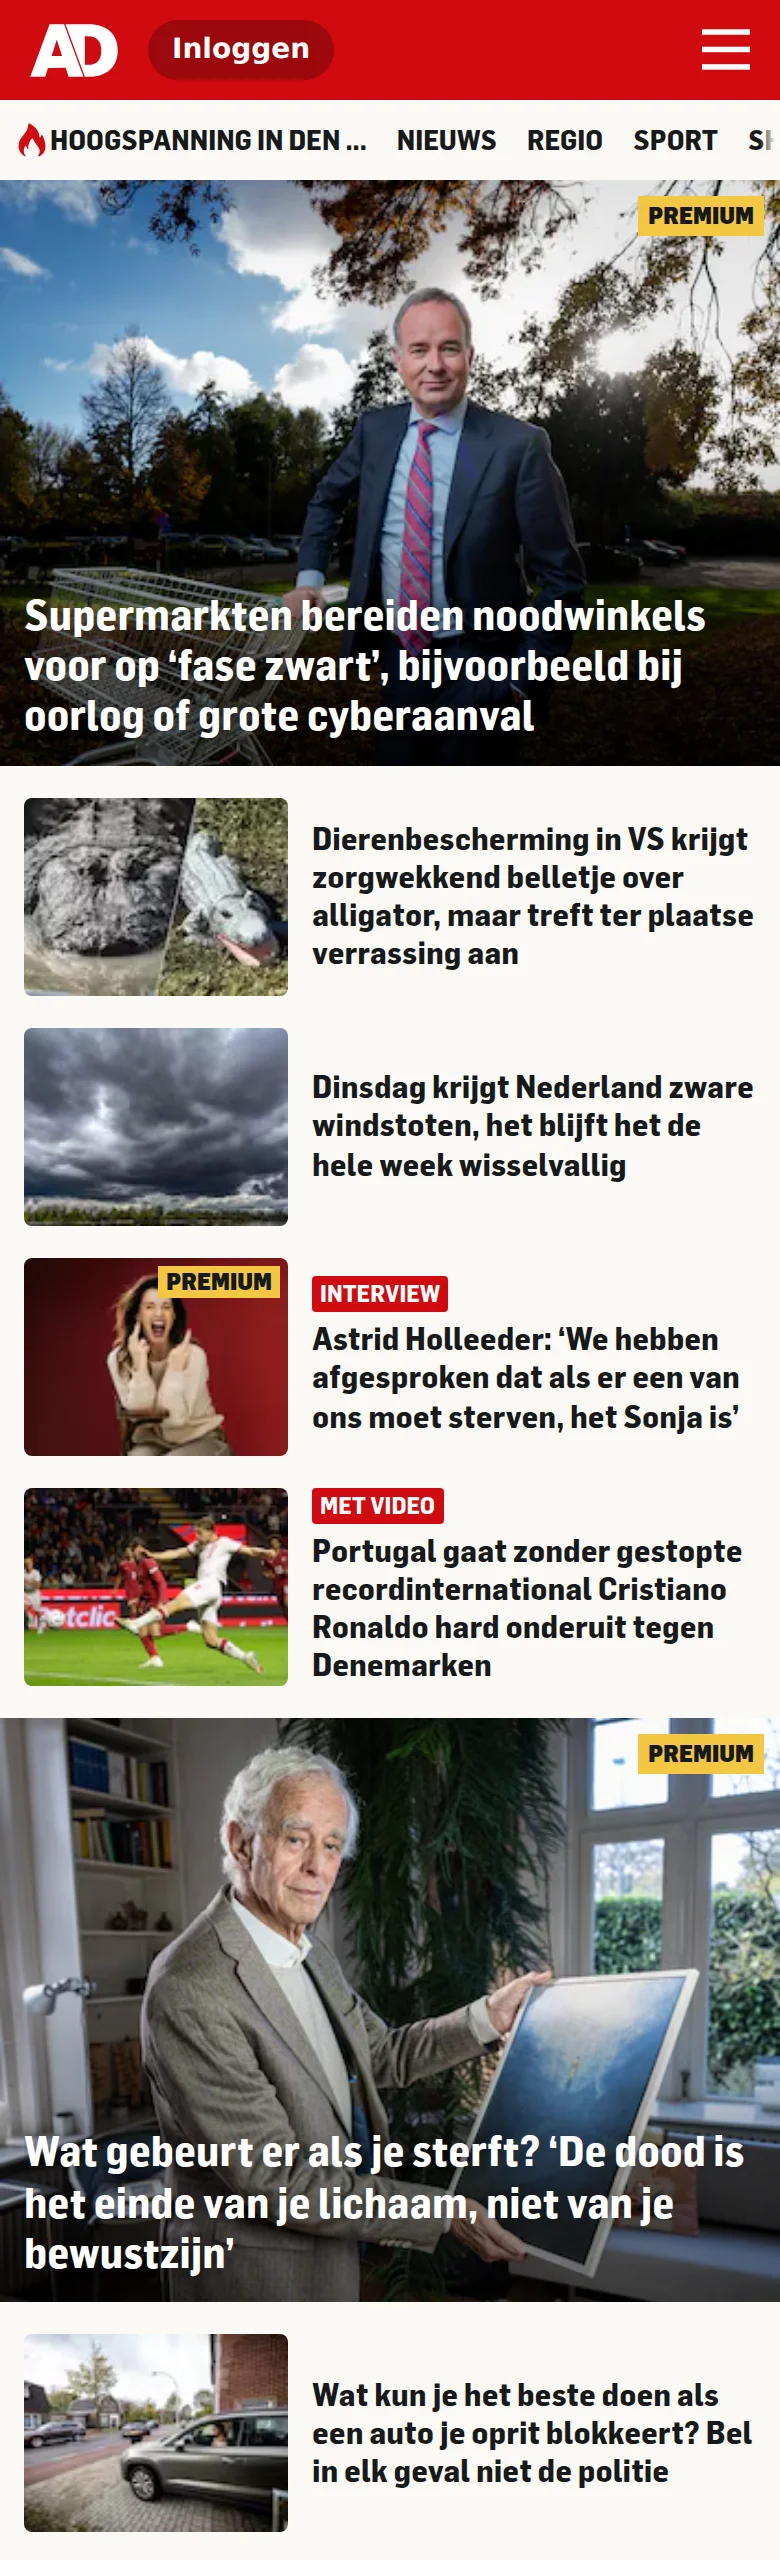 AD
Inloggen
HOOGSPANNING IN DEN ...
NIEUWS
REGIO
SPORT
PREMIUM
Supermarkten bereiden noodwinkels
voor op ‘fase zwart’, bijvoorbeeld bij
oorlog of grote cyberaanval
Dierenbescherming in VS krijgt
zorgwekkend belletje over
alligator, maar treft ter plaatse
verrassing aan
Dinsdag krijgt Nederland zware
windstoten, het blijft het de
hele week wisselvallig
PREMIUM
INTERVIEW
Astrid Holleeder: ‘We hebben
afgesproken dat als er een van
ons moet sterven, het Sonja is’
MET VIDEO
Portugal gaat zonder gestopte
recordinternational Cristiano
Ronaldo hard onderuit tegen
Denemarken
PREMIUM
Wat gebeurt er als je sterft? ‘De dood is
het einde van je lichaam, niet van je
bewustzijn’
Wat kun je het beste doen als
een auto je oprit blokkeert? Bel
in elk geval niet de politie